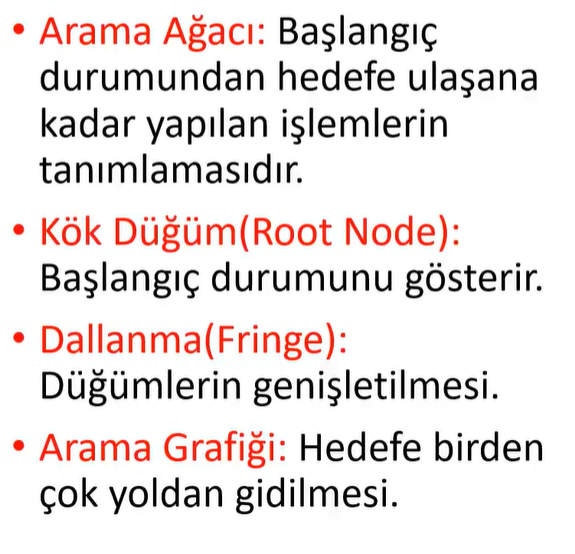 • Arama Ağacı: Başlangıç
durumundan hedefe ulaşana
kadar yapılan işlemlerin
tanımlamasıdır.
• Kök Düğüm(Root Node):
Başlangıç durumunu gösterir.
• Dallanma(Fringe):
Düğümlerin genişletilmesi.
• Arama Grafiği: Hedefe birden
çok yoldan gidilmesi.